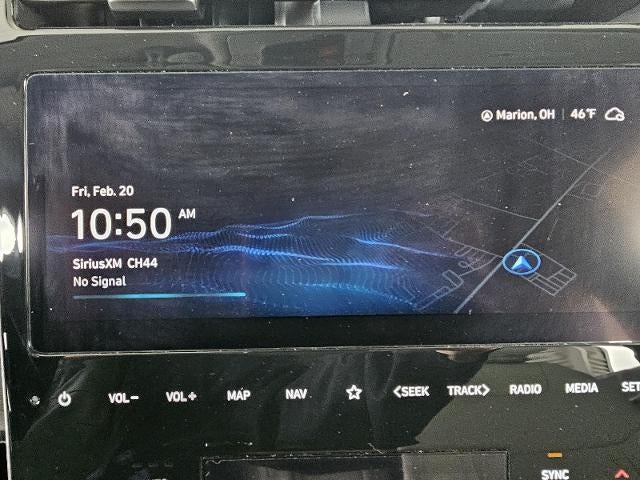 Marion, OH | 46°F
Fri, Feb. 20
10:50 AM
SiriusXM CH44
No Signal
VOL- VOL+ MAP NAV <SEEK TRACK> RADIO MEDIA SET
SYNC